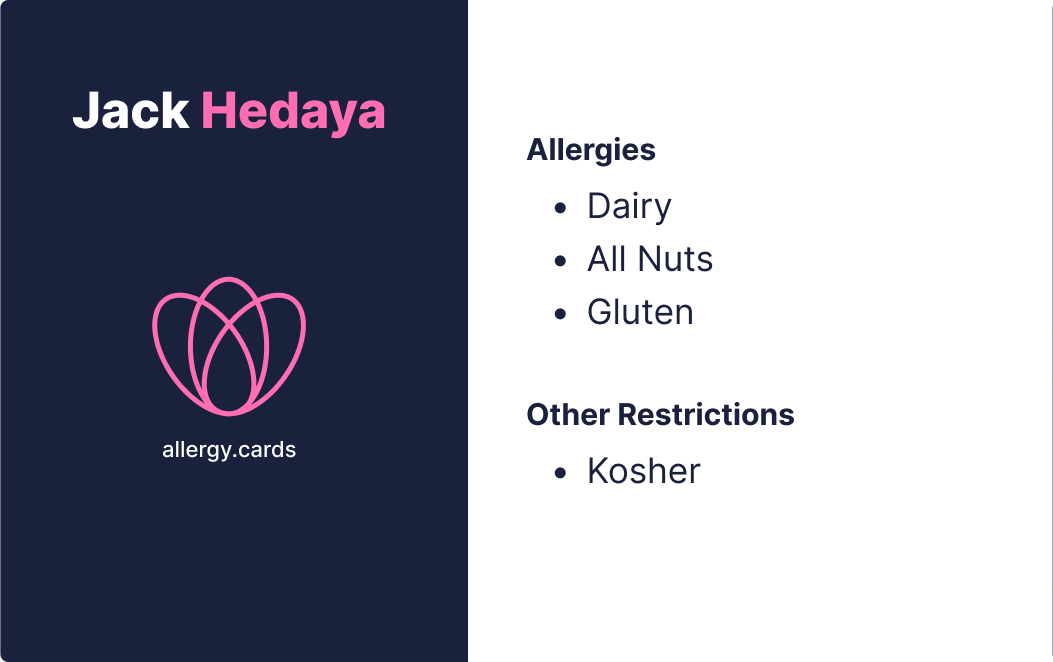 Jack Hedaya
allergy.cards
Allergies
• Dairy
• All Nuts
• Gluten
Other Restrictions
• Kosher